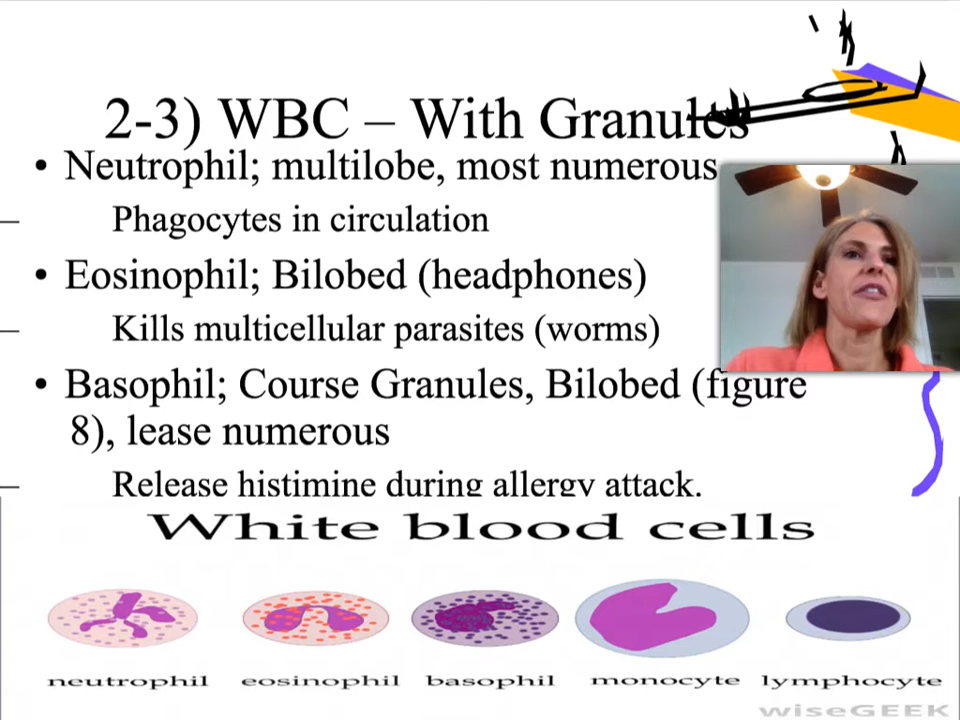 2-3) WBC – With Granules
• Neutrophil; multilobe, most numerous
Phagocytes in circulation
• Eosinophil; Bilobed (headphones)
Kills multicellular parasites (worms)
• Basophil; Course Granules, Bilobed (figure
8), lease numerous
Release histimine during allergy attack.
White blood cells
neutrophil eosinophil basophil monocyte lymphocyte
wiseGEEK